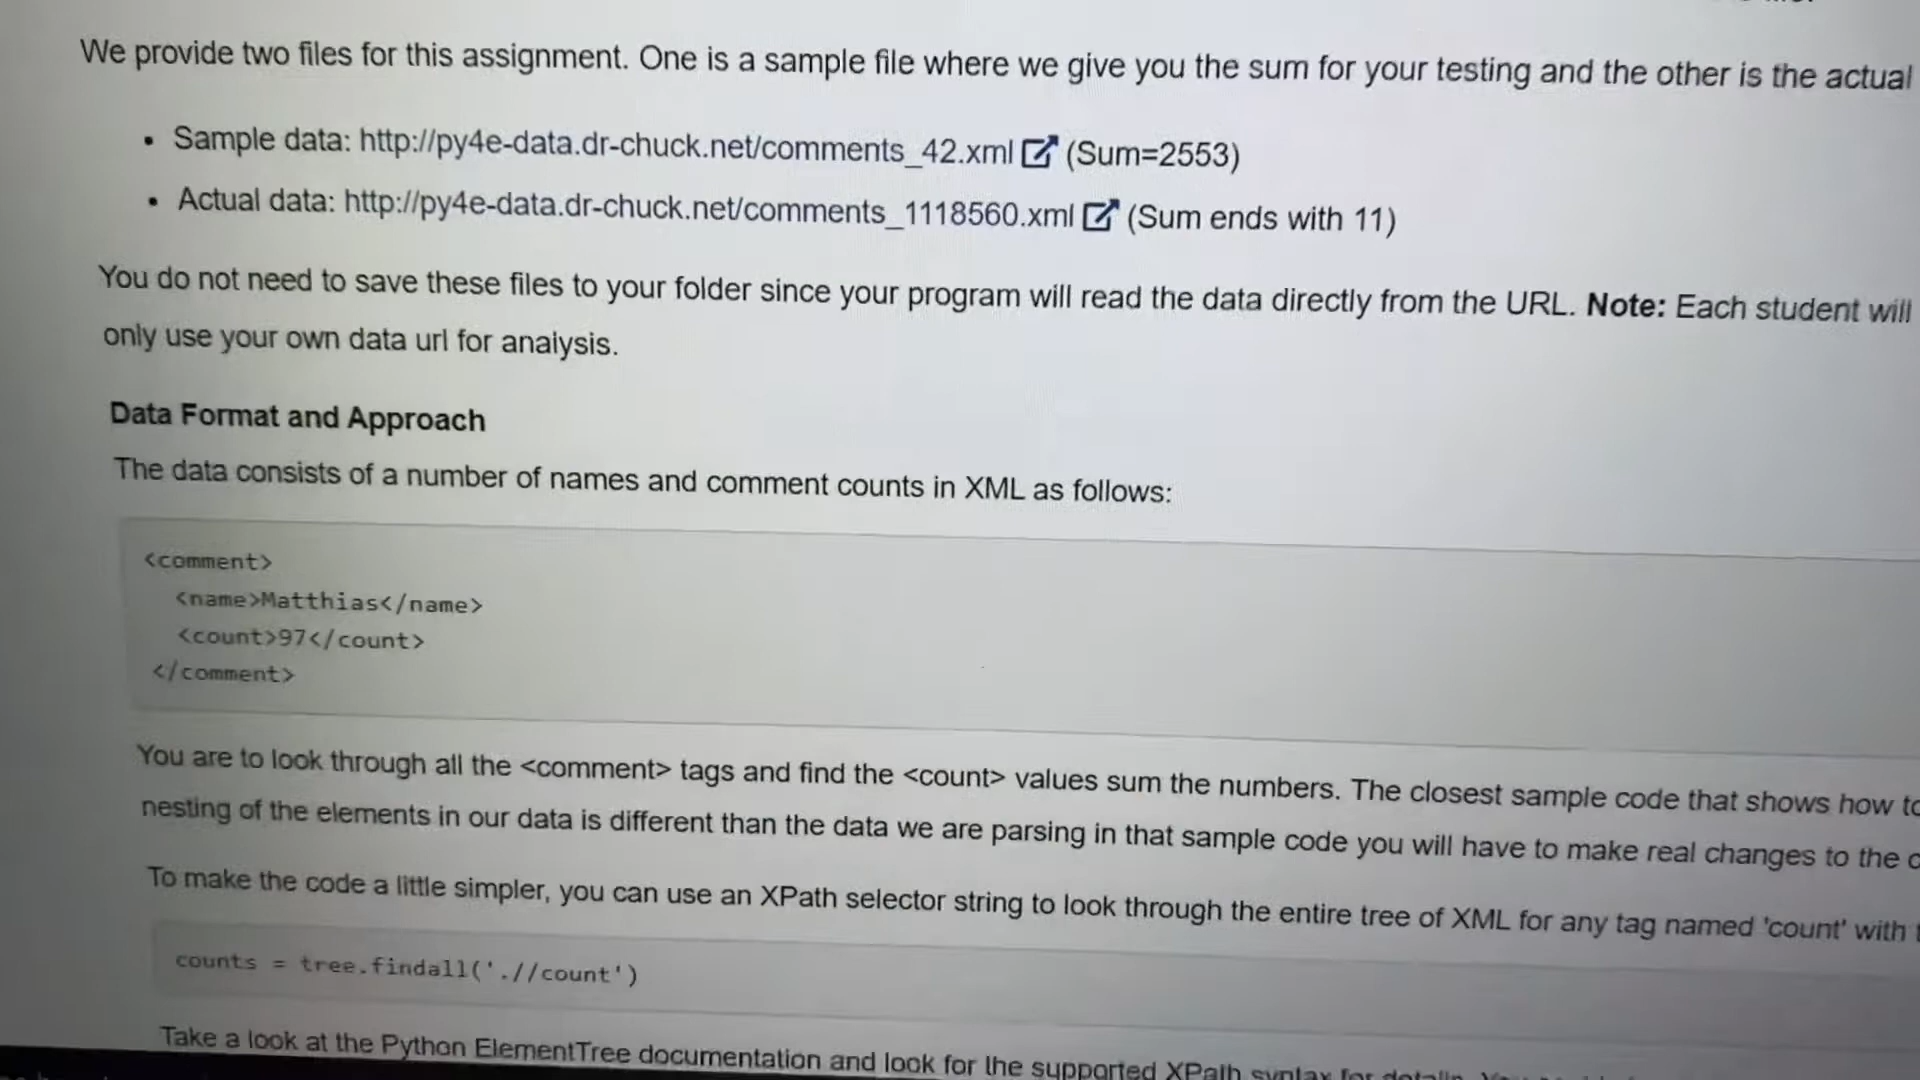 We provide two files for this assignment. One is a sample file where we give you the sum for your testing and the other is the actual
• Sample data: http://py4e-data.dr-chuck.net/comments_42.xml (Sum=2553)
• Actual data: http://py4e-data.dr-chuck.net/comments_1118560.xml (Sum ends with 11)
You do not need to save these files to your folder since your program will read the data directly from the URL. Note: Each student will
only use your own data url for analysis.
Data Format and Approach
The data consists of a number of names and comment counts in XML as follows:
<comment>
<name>Matthias</name>
<count>97</count>
</comment>
You are to look through all the <comment> tags and find the <count> values sum the numbers. The closest sample code that shows how to
nesting of the elements in our data is different than the data we are parsing in that sample code you will have to make real changes to the
To make the code a little simpler, you can use an XPath selector string to look through the entire tree of XML for any tag named 'count' with
counts = tree.findall('.//count')
Take a look at the Python ElementTree documentation and look for the supported XPath syntax for